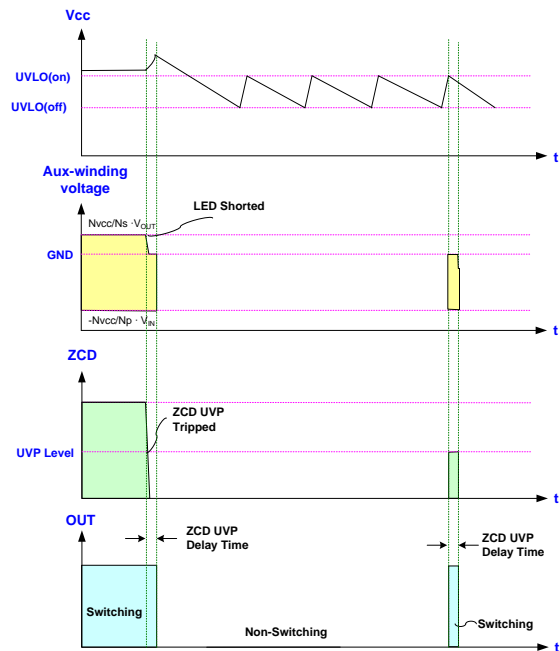 Vcc
UVLO(on)
UVLO(off)
t
Aux-winding
voltage
LED Shorted
Nvcc/Ns ·VOUT
GND
-Nvcc/Np · VIN
t
ZCD
ZCD UVP
Tripped
UVP Level
t
OUT
ZCD UVP
Delay Time
ZCD UVP
Delay Time
Switching
Switching
Non-Switching
t